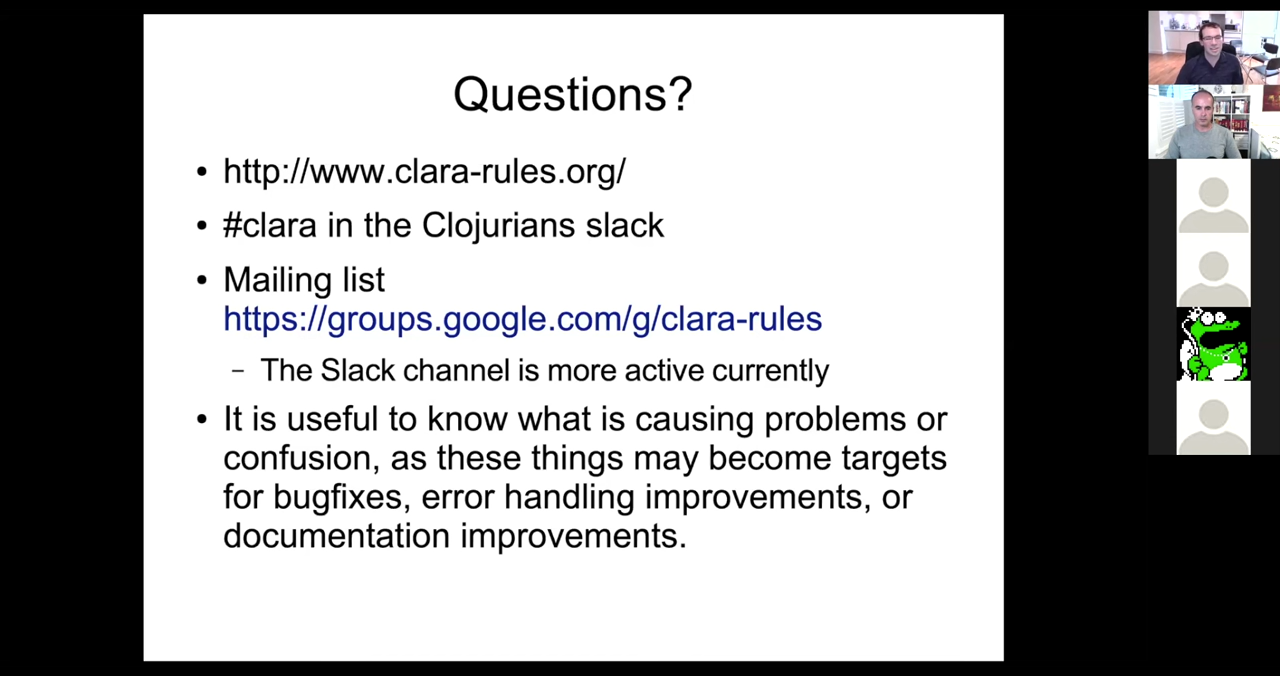 Questions?
• http://www.clara-rules.org/
• #clara in the Clojurians slack
• Mailing list
https://groups.google.com/g/clara-rules
– The Slack channel is more active currently
• It is useful to know what is causing problems or
confusion, as these things may become targets
for bugfixes, error handling improvements, or
documentation improvements.